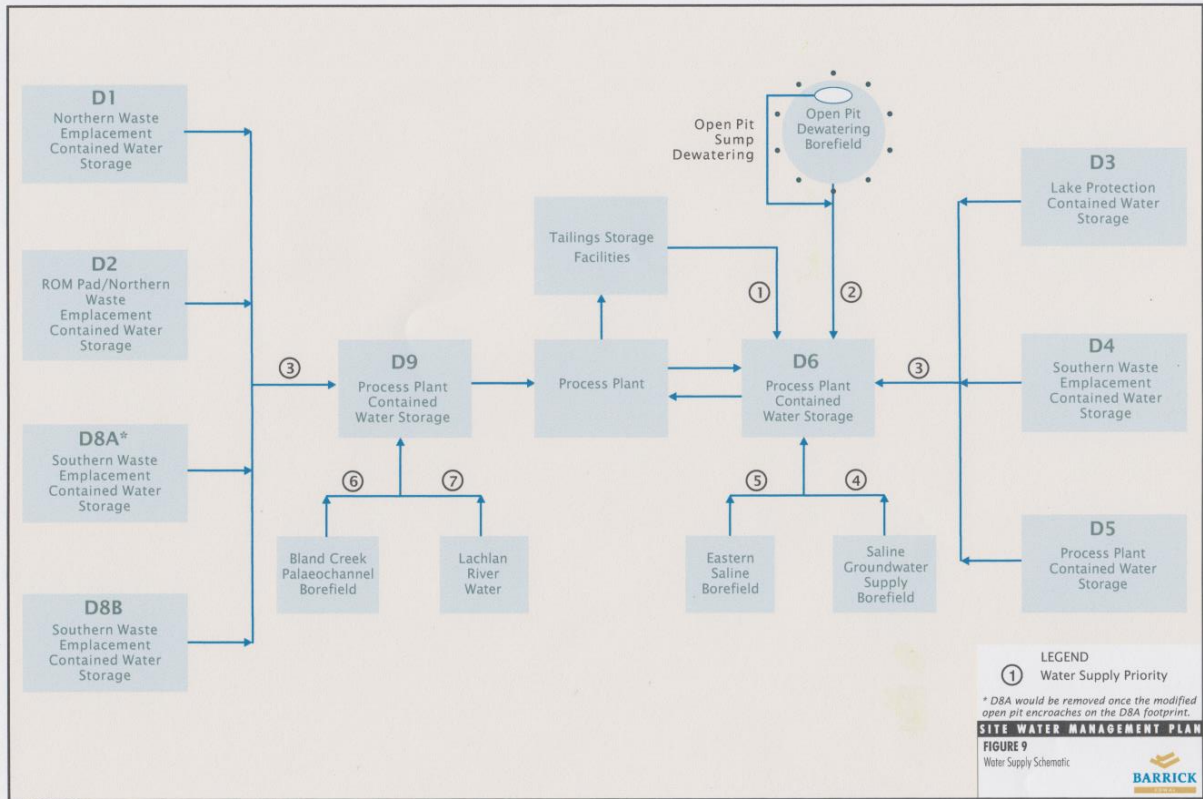 D1
Northern Waste
Emplacement
Contained Water
Storage
D2
ROM Pad/Northern
Waste
Emplacement
Contained Water
Storage
D8A*
Southern Waste
Emplacement
Contained Water
Storage
D8B
Southern Waste
Emplacement
Contained Water
Storage
3
D9
Process Plant
Contained
Water Storage
6
7
Bland Creek
Palaeochannel
Borefield
Lachlan
River
Water
Tailings Storage
Facilities
Process Plant
Open Pit
Sump
Dewatering
Open Pit
Dewatering
Borefield
1
2
D6
Process Plant
Contained
Water Storage
3
5
4
Eastern
Saline
Borefield
Saline
Groundwater
Supply
Borefield
D3
Lake Protection
Contained Water
Storage
D4
Southern Waste
Emplacement
Contained Water
Storage
D5
Process Plant
Contained Water
Storage
LEGEND
1 Water Supply Priority
* D8A would be removed once the modified
open pit encroaches on the D8A footprint.
SITE WATER MANAGEMENT PLAN
FIGURE 9
Water Supply Schematic
BARRICK
COWAL